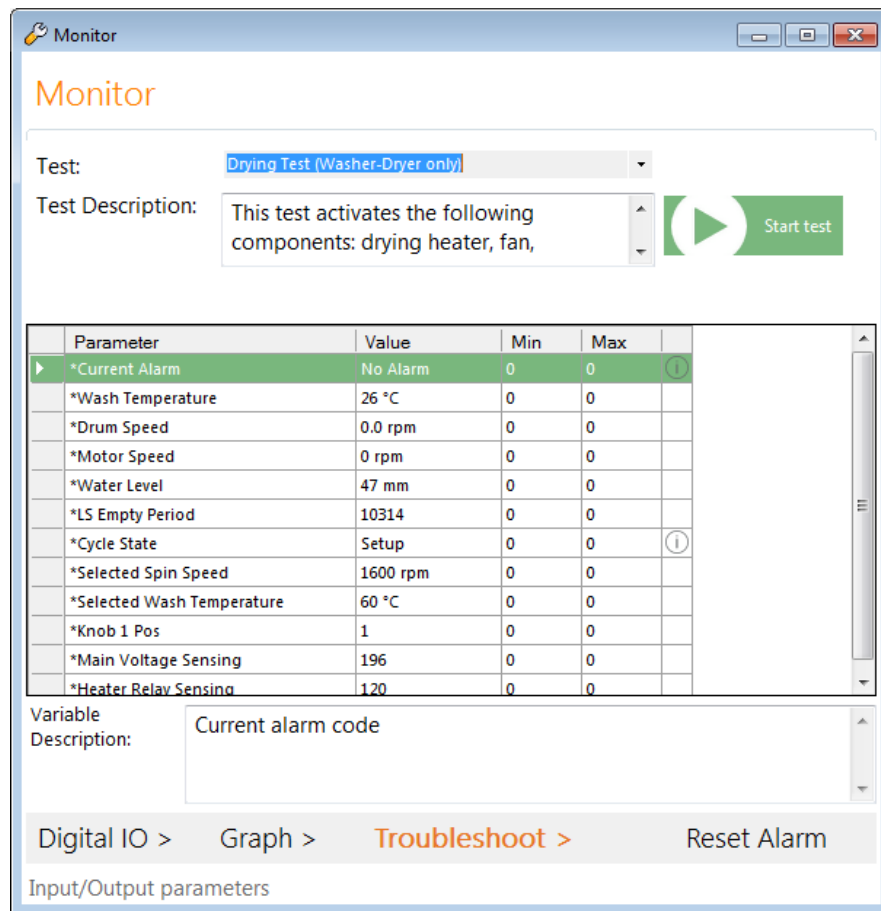 Monitor
Monitor
Test: Drying Test (Washer-Dryer only)
Test Description: This test activates the following
components: drying heater, fan,
Start test
Parameter Value Min Max
*Current Alarm No Alarm 0 0 i
*Wash Temperature 26 °C 0 0
*Drum Speed 0.0 rpm 0 0
*Motor Speed 0 rpm 0 0
*Water Level 47 mm 0 0
*LS Empty Period 10314 0 0
*Cycle State Setup 0 0 i
*Selected Spin Speed 1600 rpm 0 0
*Selected Wash Temperature 60 °C 0 0
*Knob 1 Pos 1 0 0
*Main Voltage Sensing 196 0 0
*Heater Relay Sensing 120 0 0
Variable
Description: Current alarm code
Digital IO > Graph > Troubleshoot > Reset Alarm
Input/Output parameters